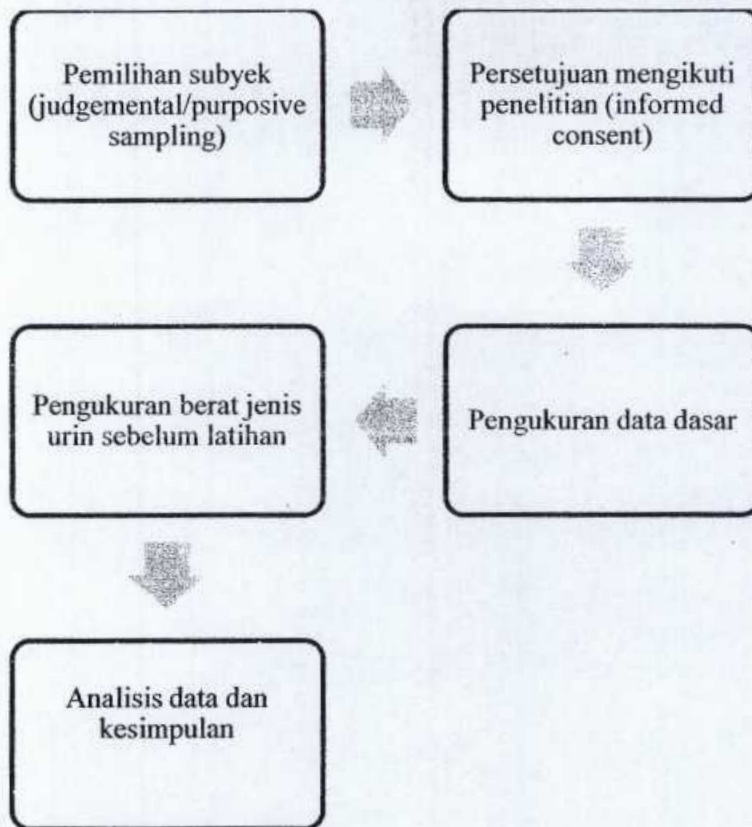 Pemilihan subyek
(judgemental/purposive
sampling)
Persetujuan mengikuti
penelitian (informed
consent)
Pengukuran data dasar
Pengukuran berat jenis
urin sebelum latihan
Analisis data dan
kesimpulan